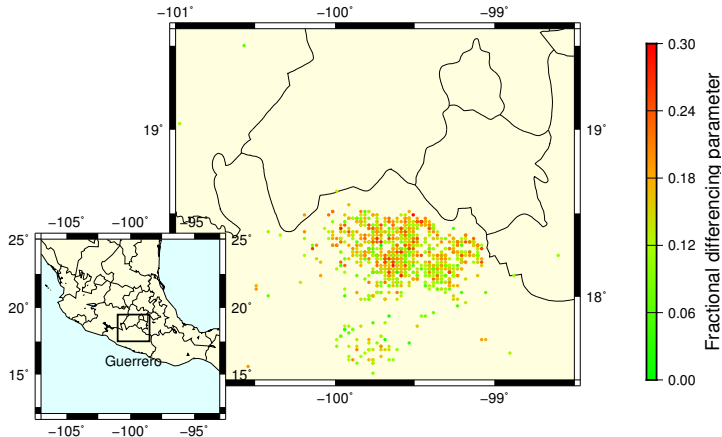 −101˚ −100˚ −99˚
19˚ 19˚
18˚
−100˚ −99˚
0.30
0.24
0.18
0.12
0.06
0.00
Fractional differencing parameter
−105˚ −100˚ −95˚
25˚ 25˚
20˚ 20˚
15˚ 15˚
Guerrero
−105˚ −100˚ −95˚